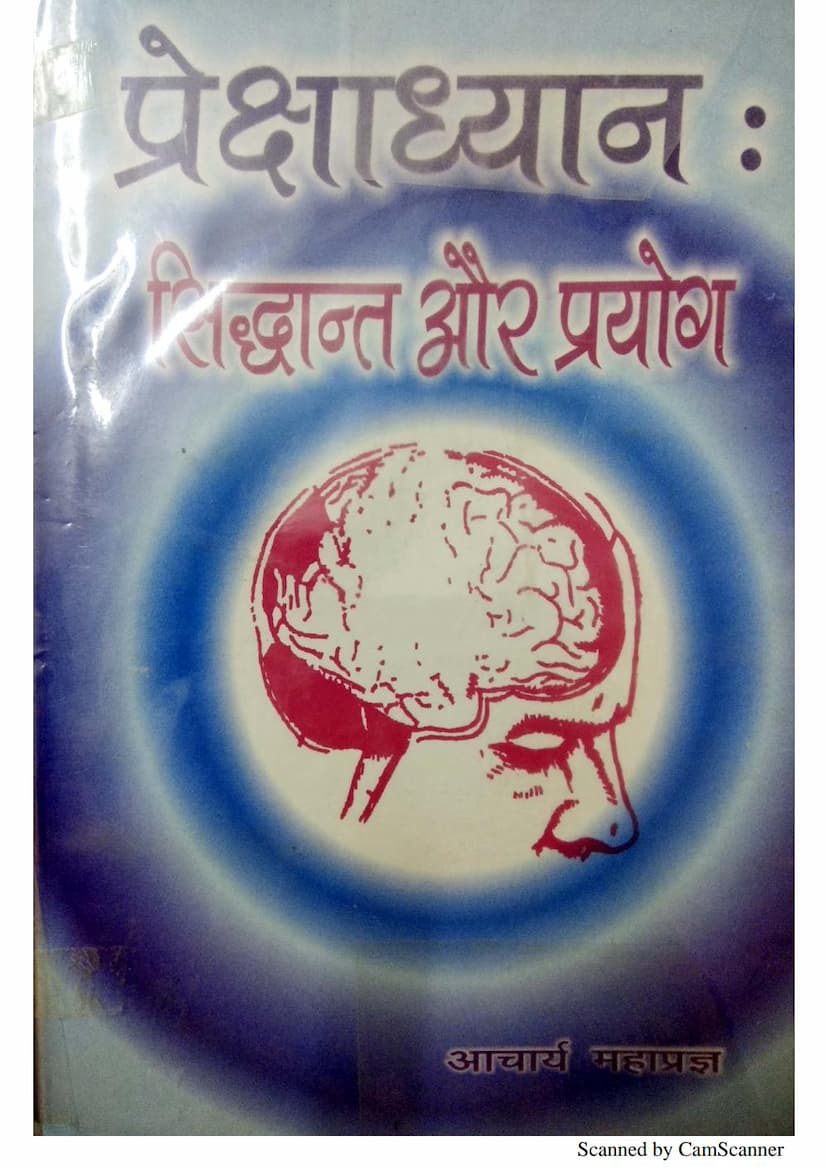 प्रेक्षाध्यान :
सिद्धान्त और प्रयोग
आचार्य महाप्रज्ञ
Scanned by CamScanner